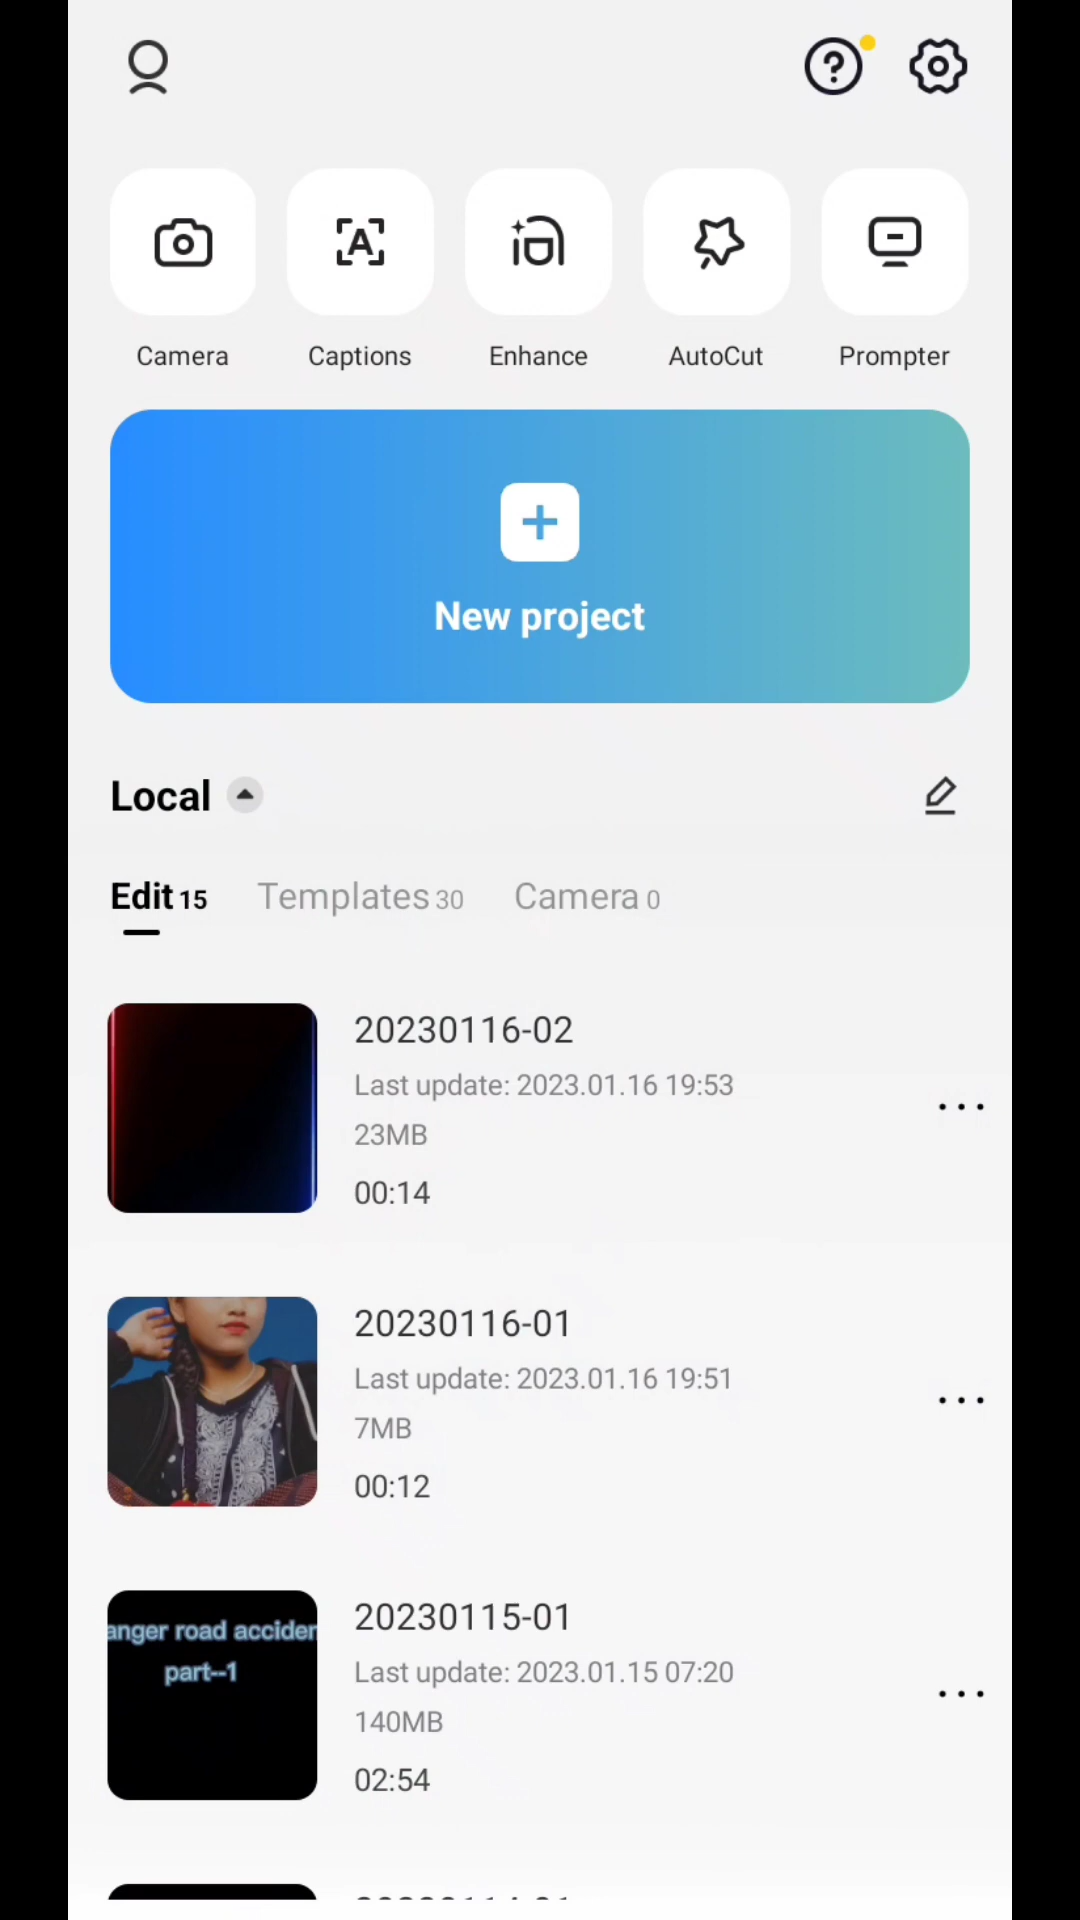 Camera
Captions
Enhance
AutoCut
Prompter
New project
Local
Edit 15
Templates 30
Camera 0
20230116-02
Last update: 2023.01.16 19:53
23MB
00:14
20230116-01
Last update: 2023.01.16 19:51
7MB
00:12
anger road acciden
part--1
20230115-01
Last update: 2023.01.15 07:20
140MB
02:54